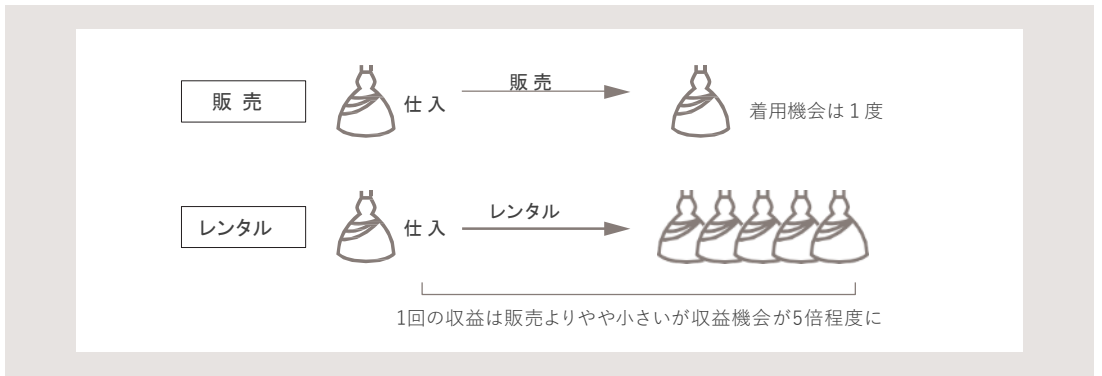 販売
仕入
販売
着用機会は1度
レンタル
仕入
レンタル
1回の収益は販売よりやや小さいが収益機会が5倍程度に